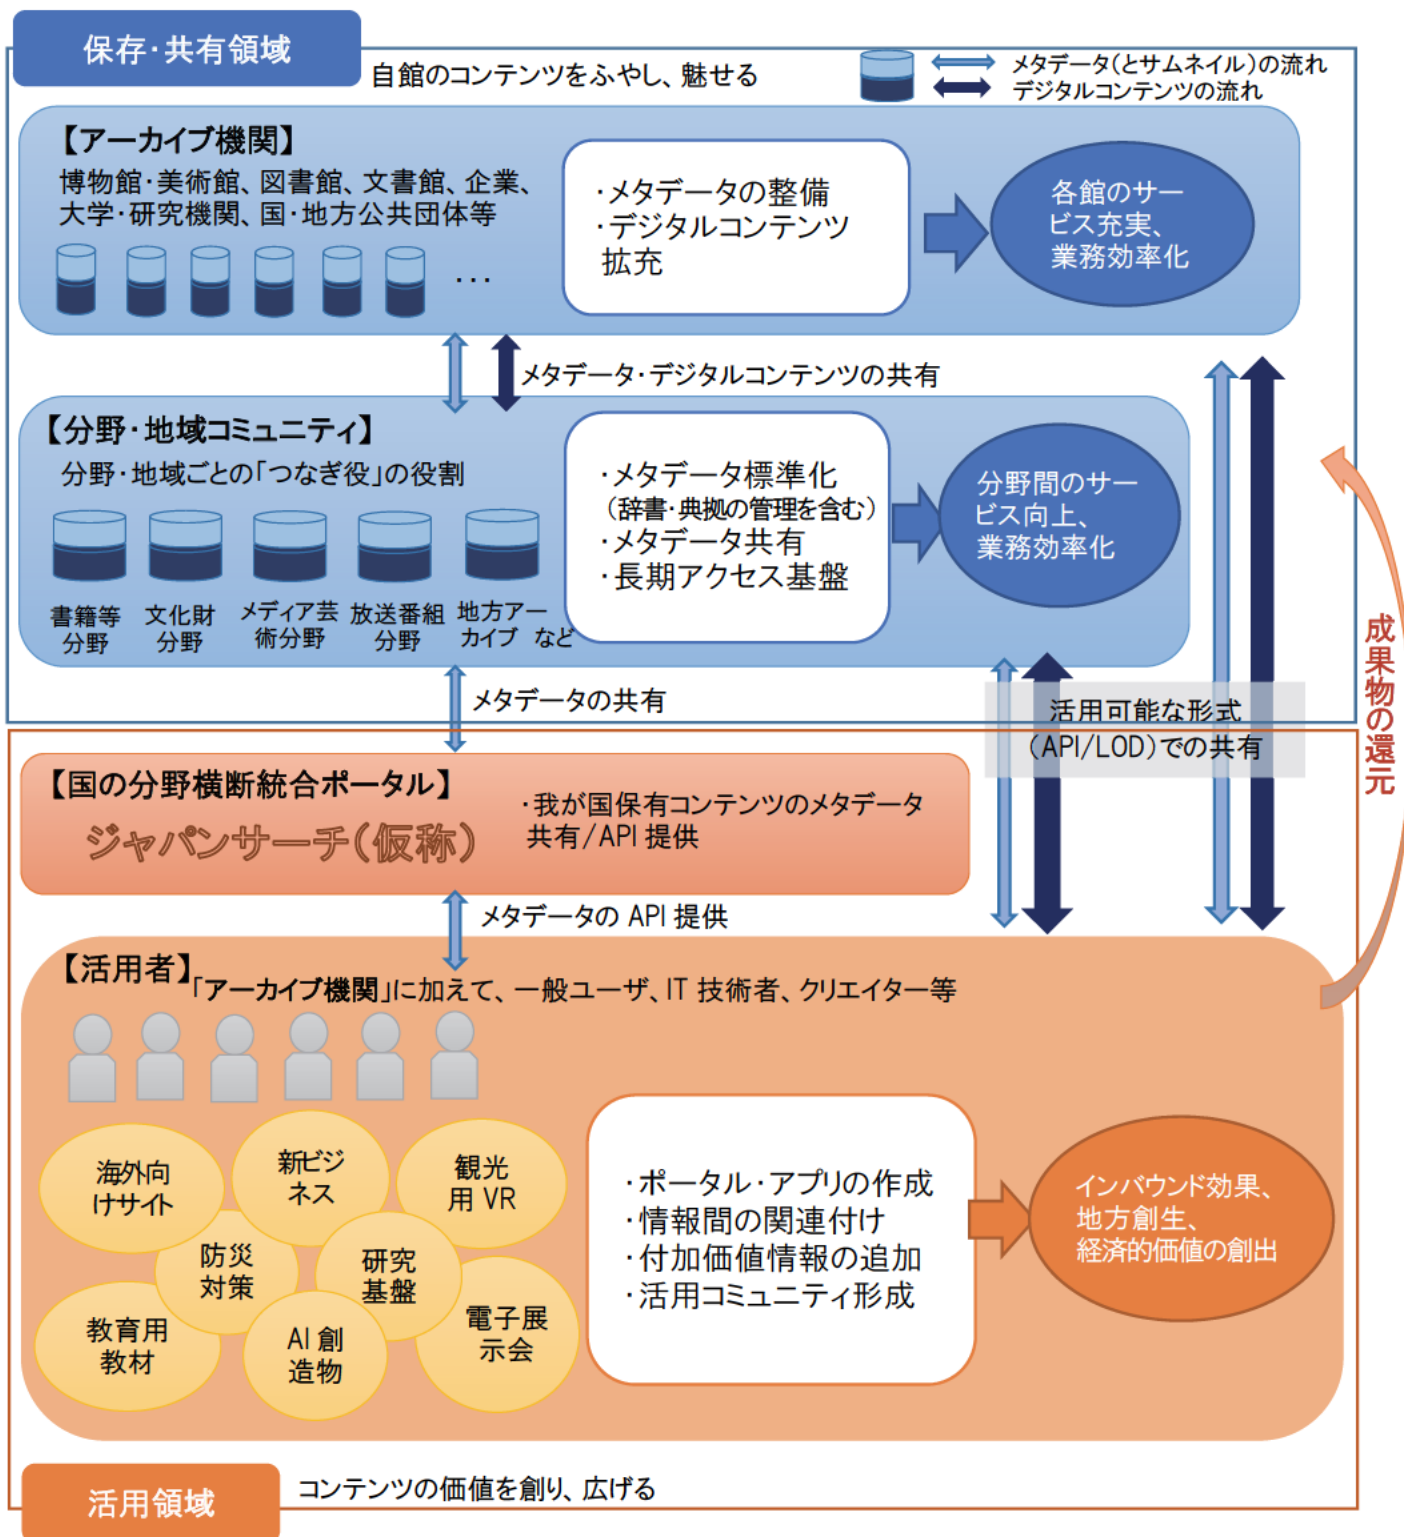 保存・共有領域
自館のコンテンツをふやし、魅せる
メタデータ(とサムネイル)の流れ
デジタルコンテンツの流れ
【アーカイブ機関】
博物館・美術館、図書館、文書館、企業、
大学・研究機関、国・地方公共団体等
・・・
・メタデータの整備
・デジタルコンテンツ
拡充
各館のサー
ビス充実、
業務効率化
メタデータ・デジタルコンテンツの共有
【分野・地域コミュニティ】
分野・地域ごとの「つなぎ役」の役割
書籍等
分野
文化財
分野
メディア芸
術分野
放送番組
分野
地方アー
カイブ など
・メタデータ標準化
(辞書・典拠の管理を含む)
・メタデータ共有
・長期アクセス基盤
分野間のサー
ビス向上、
業務効率化
メタデータの共有
活用可能な形式
(API/LOD)での共有
成果物の還元
【国の分野横断統合ポータル】
ジャパンサーチ(仮称)
・我が国保有コンテンツのメタデータ
共有/API 提供
メタデータの API 提供
【活用者】
「アーカイブ機関」に加えて、一般ユーザ、IT 技術者、クリエイター等
海外向
けサイト
新ビジ
ネス
観光
用 VR
防災
対策
研究
基盤
教育用
教材
AI 創
造物
電子展
示会
・ポータル・アプリの作成
・情報間の関連付け
・付加価値情報の追加
・活用コミュニティ形成
インバウンド効果、
地方創生、
経済的価値の創出
活用領域
コンテンツの価値を創り、広げる